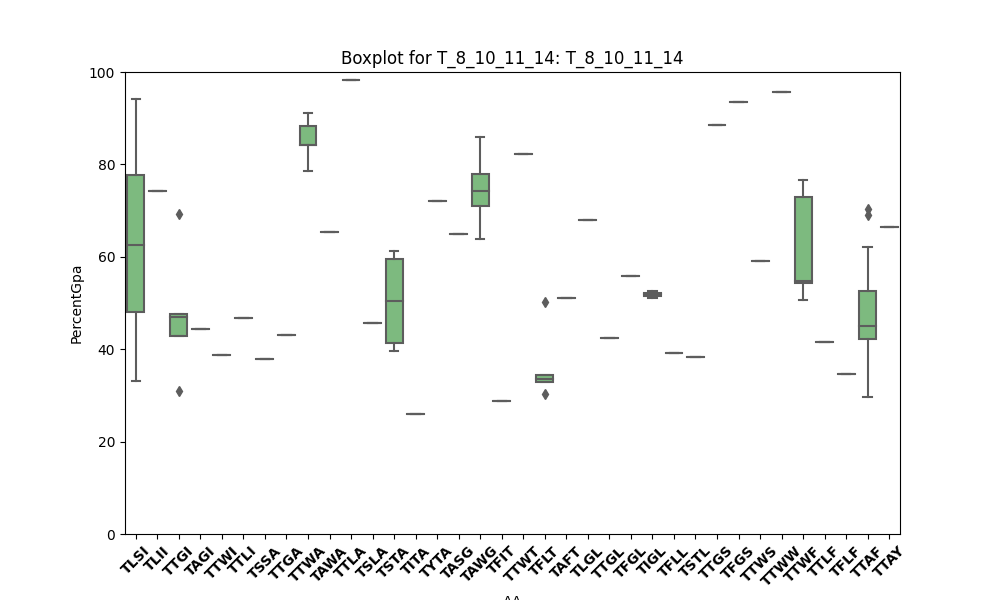 Boxplot for T_8_10_11_14: T_8_10_11_14
100
80
60
40
20
0
PercentGpa
TLSI TLII TTGI TAGI TTWI TTLI TSSA TTGA TTWA TAWA TTLA TSLA TSTA TITA TYTA TASG TAWG TFIT TTWT TFLT TAFT TLGL TTGL TFGL TIGL TFLL TSTL TTGS TFGS TTWS TTWW TTWF TTLF TFLF TTAF TTAY